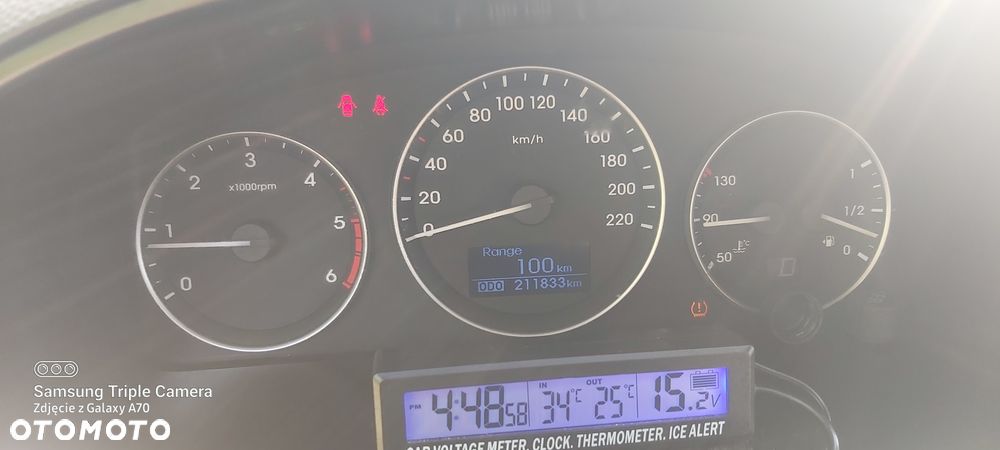 0 1 2 3 4 5 6
x1000rpm
0 20 40 60 80 100 120 140 160 180 200 220
km/h
Range
100 km
ODO 211833 km
130
90
50
°C
1
1/2
0
D
PM 4:48 58
IN 34°C
OUT 25°C
15.2V
CAR VOLTAGE METER. CLOCK. THERMOMETER. ICE ALERT
Samsung Triple Camera
Zdjęcie z Galaxy A70
OTOMOTO